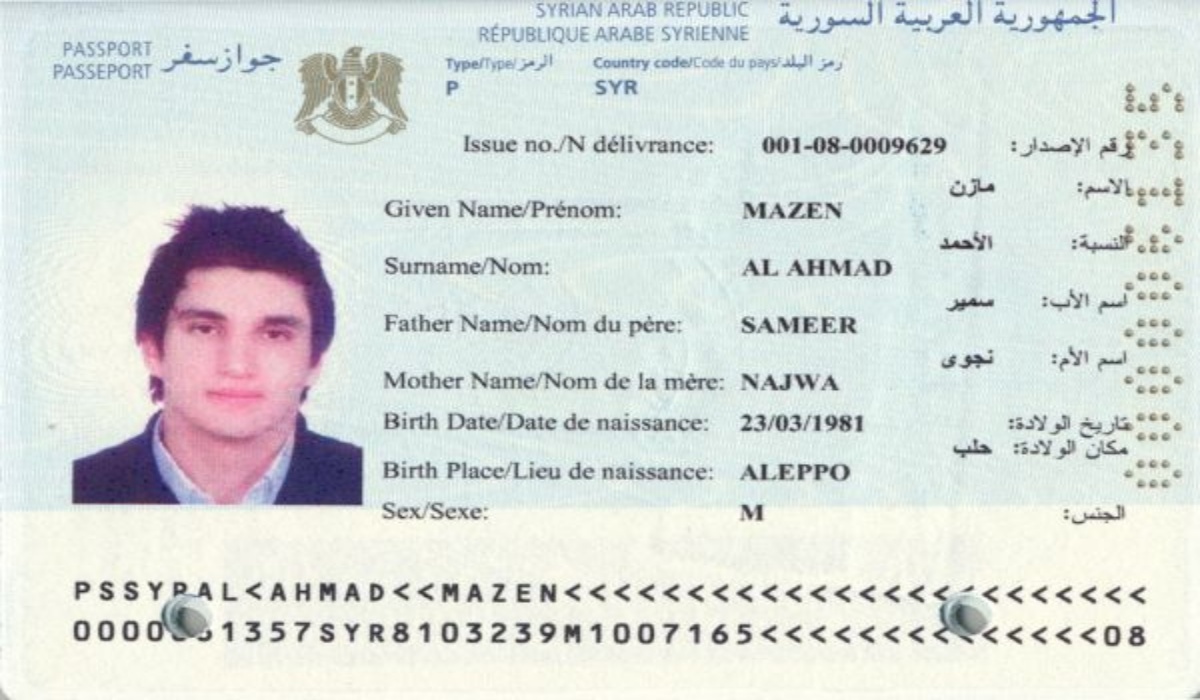 SYRIAN ARAB REPUBLIC الجمهورية العربية السورية
RÉPUBLIQUE ARABE SYRIENNE
PASSPORT جواز سفر
PASSEPORT
Type/Type/الرمز Country code/Code du pays/رمز البلد
P SYR
Issue no./N délivrance: 001-08-0009629 رقم الإصدار:
الاسم: مازن
Given Name/Prénom: MAZEN
النسبة: الأحمد
Surname/Nom: AL AHMAD
اسم الأب: سمير
Father Name/Nom du père: SAMEER
اسم الأم: نجوى
Mother Name/Nom de la mère: NAJWA
Birth Date/Date de naissance: 23/03/1981 تاريخ الولادة:
مكان الولادة: حلب
Birth Place/Lieu de naissance: ALEPPO
Sex/Sexe: M الجنس:
PSSYRAL<AHMAD<<MAZEN<<<<<<<<<<<<<<<<<<<<<<<<
1357SYR8103239M1007165<<<<<<<<<<<<<<08